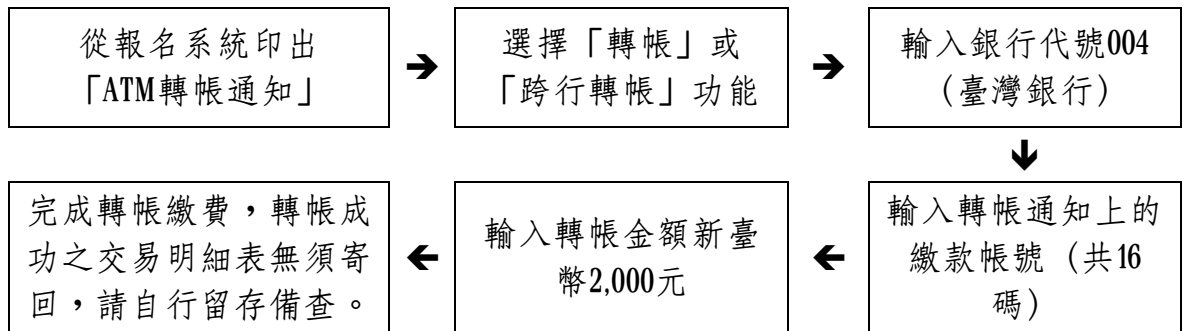 從報名系統印出
「ATM轉帳通知」
選擇「轉帳」或
「跨行轉帳」功能
輸入銀行代號004
（臺灣銀行）
輸入轉帳通知上的
繳款帳號（共16
碼）
輸入轉帳金額新臺
幣2,000元
完成轉帳繳費，轉帳成
功之交易明細表無須寄
回，請自行留存備查。